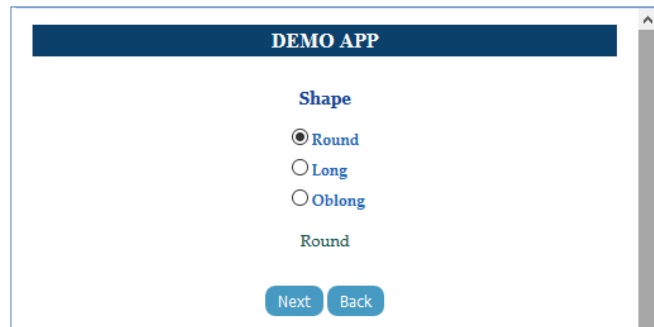 DEMO APP
Shape
Round
Long
Oblong
Round
Next Back